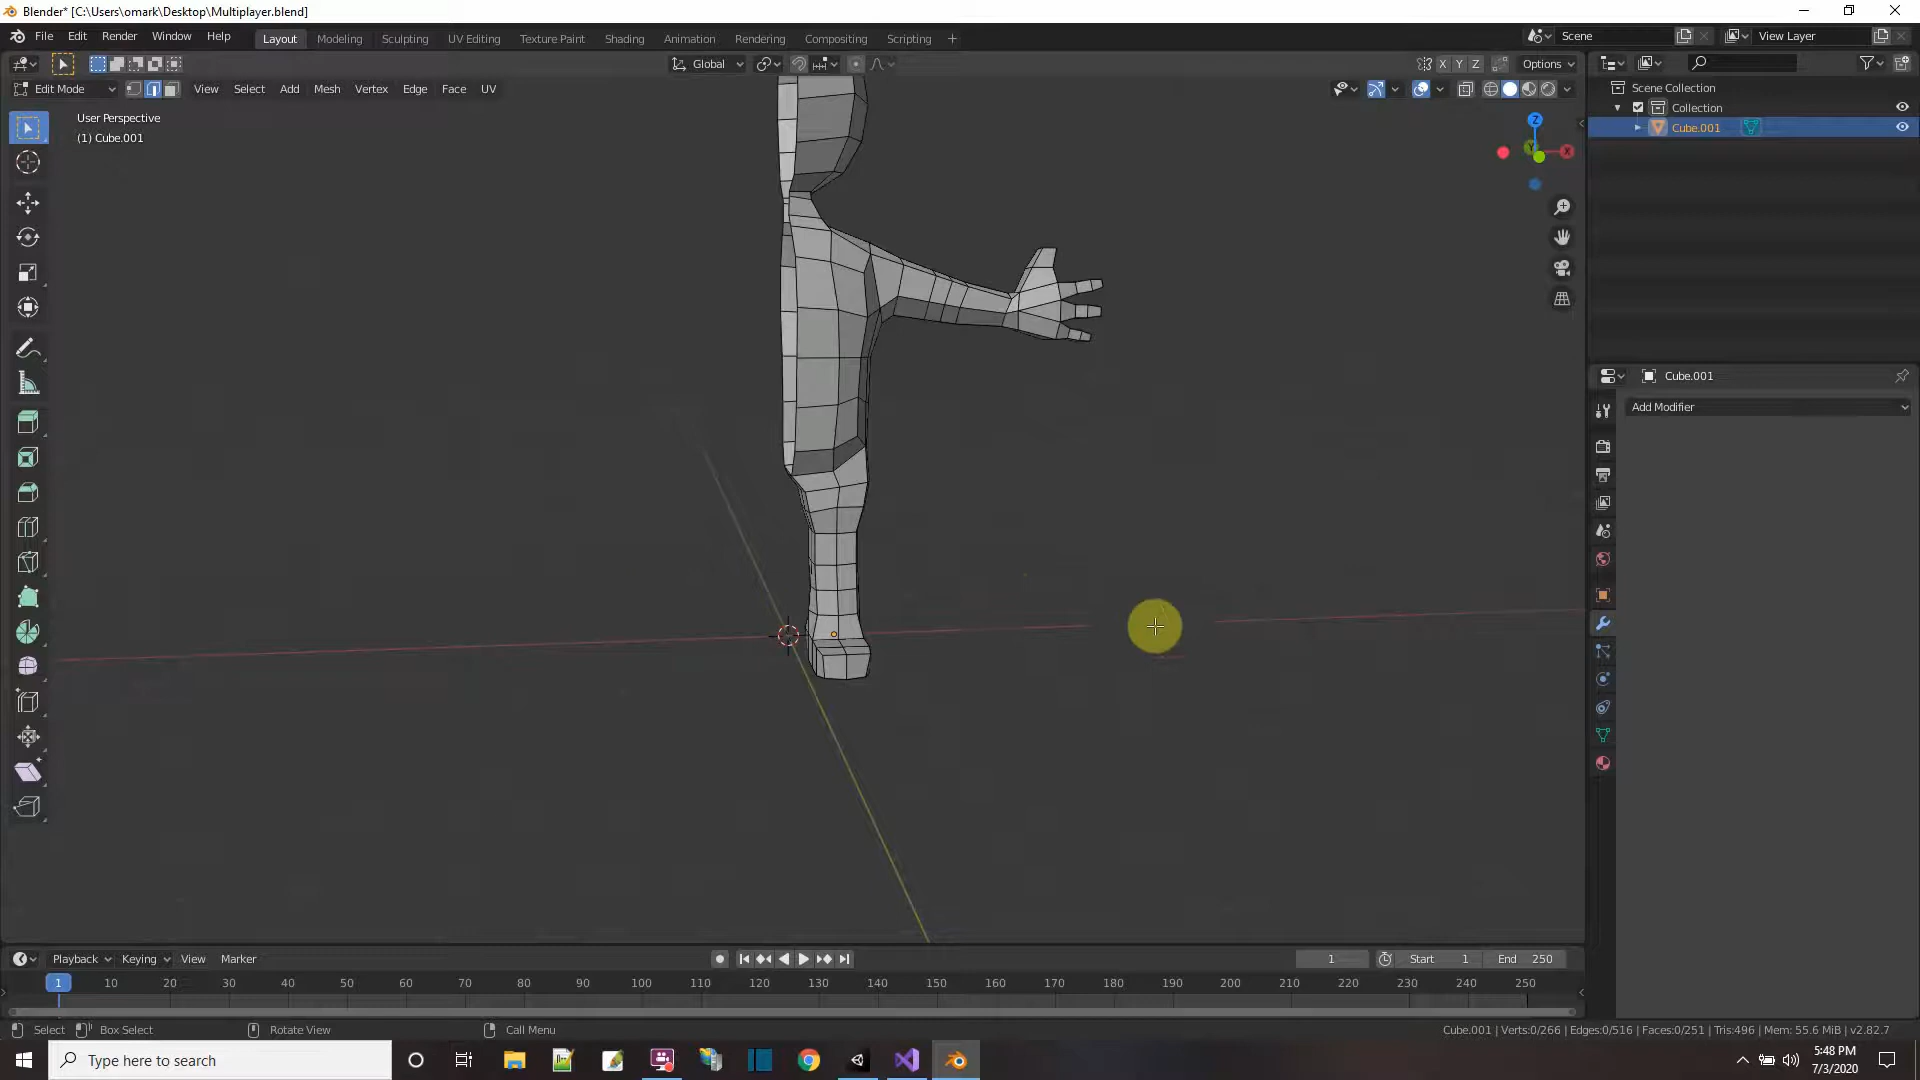 Blender* [C:\Users\omark\Desktop\Multiplayer.blend]
File Edit Render Window Help Layout Modeling Sculpting UV Editing Texture Paint Shading Animation Rendering Compositing Scripting + Scene View Layer
Global X Y Z Options
Edit Mode View Select Add Mesh Vertex Edge Face UV
User Perspective
(1) Cube.001
Z
X
Y
Scene Collection
Collection
Cube.001
Cube.001
Add Modifier
Playback Keying View Marker 1 Start 1 End 250
1 10 20 30 40 50 60 70 80 90 100 110 120 130 140 150 160 170 180 190 200 210 220 230 240 250
Select Box Select Rotate View Call Menu Cube.001 | Verts:0/266 | Edges:0/516 | Faces:0/251 | Tris:496 | Mem: 55.6 MiB | v2.82.7
Type here to search
5:48 PM
7/3/2020